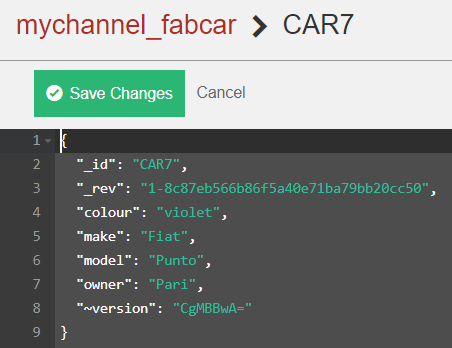 mychannel_fabcar > CAR7
Save Changes Cancel
1 {
2 "_id": "CAR7",
3 "_rev": "1-8c87eb566b86f5a40e71ba79bb20cc50",
4 "colour": "violet",
5 "make": "Fiat",
6 "model": "Punto",
7 "owner": "Pari",
8 "~version": "CgMBBwA="
9 }